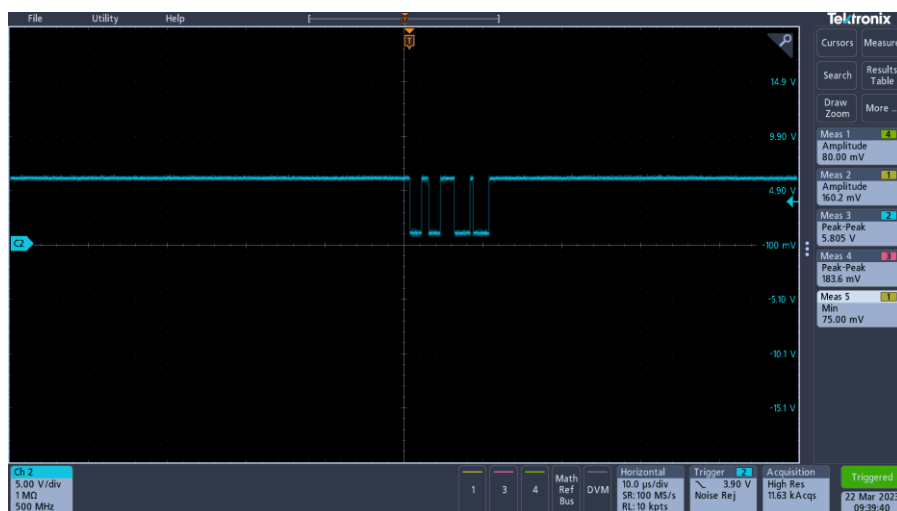 File Utility Help
Tektronix
T
T
Cursors Measure
Search Results Table
Draw Zoom More ..
14.9 V
9.90 V
4.90 V
-100 mV
-5.10 V
-10.1 V
-15.1 V
C2
Meas 1 4
Amplitude
80.00 mV
Meas 2 1
Amplitude
160.2 mV
Meas 3 2
Peak-Peak
5.805 V
Meas 4 3
Peak-Peak
183.6 mV
Meas 5 1
Min
75.00 mV
Ch 2
5.00 V/div
1 MΩ
500 MHz
1 3 4
Math
Ref
Bus
DVM
Horizontal
10.0 µs/div
SR: 100 MS/s
RL: 10 kpts
Trigger 2
3.90 V
Noise Rej
Acquisition
High Res
11.63 kAcqs
Triggered
22 Mar 2023
09:39:40